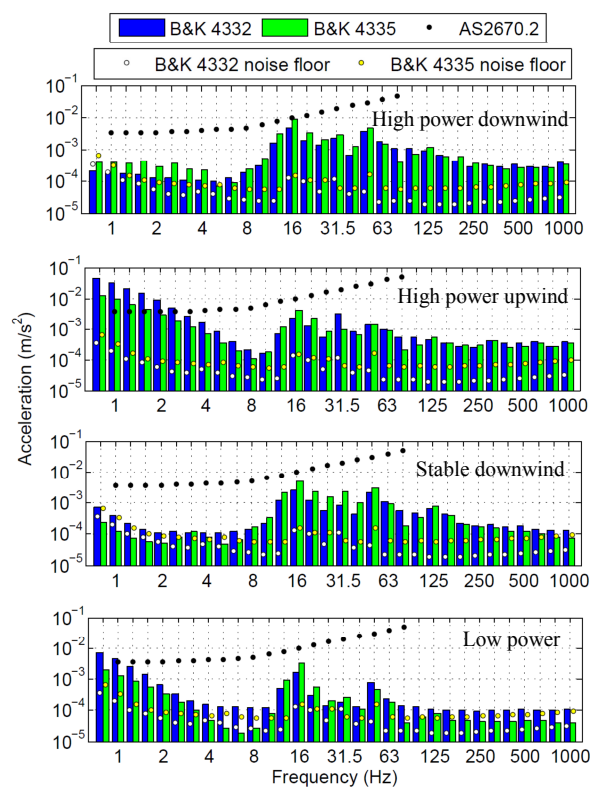 B&K 4332 B&K 4335 AS2670.2
B&K 4332 noise floor B&K 4335 noise floor
High power downwind
10⁻¹
10⁻²
10⁻³
10⁻⁴
10⁻⁵
1 2 4 8 16 31.5 63 125 250 500 1000
High power upwind
10⁻¹
10⁻²
10⁻³
10⁻⁴
10⁻⁵
1 2 4 8 16 31.5 63 125 250 500 1000
Acceleration (m/s²)
Stable downwind
10⁻¹
10⁻²
10⁻³
10⁻⁴
10⁻⁵
1 2 4 8 16 31.5 63 125 250 500 1000
Low power
10⁻¹
10⁻²
10⁻³
10⁻⁴
10⁻⁵
1 2 4 8 16 31.5 63 125 250 500 1000
Frequency (Hz)